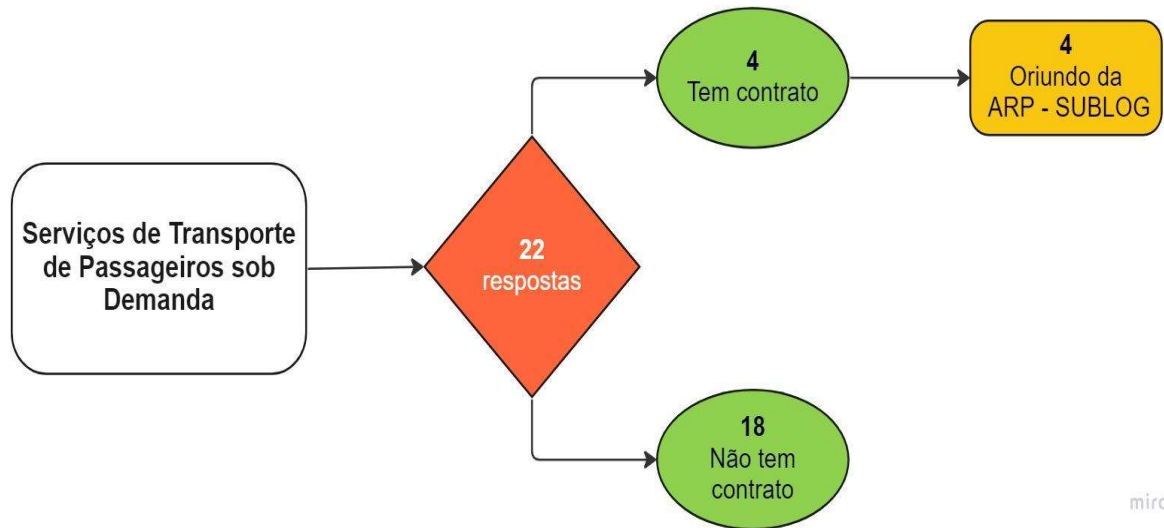 Serviços de Transporte
de Passageiros sob
Demanda
22
respostas
4
Tem contrato
4
Oriundo da
ARP - SUBLOG
18
Não tem
contrato
miro